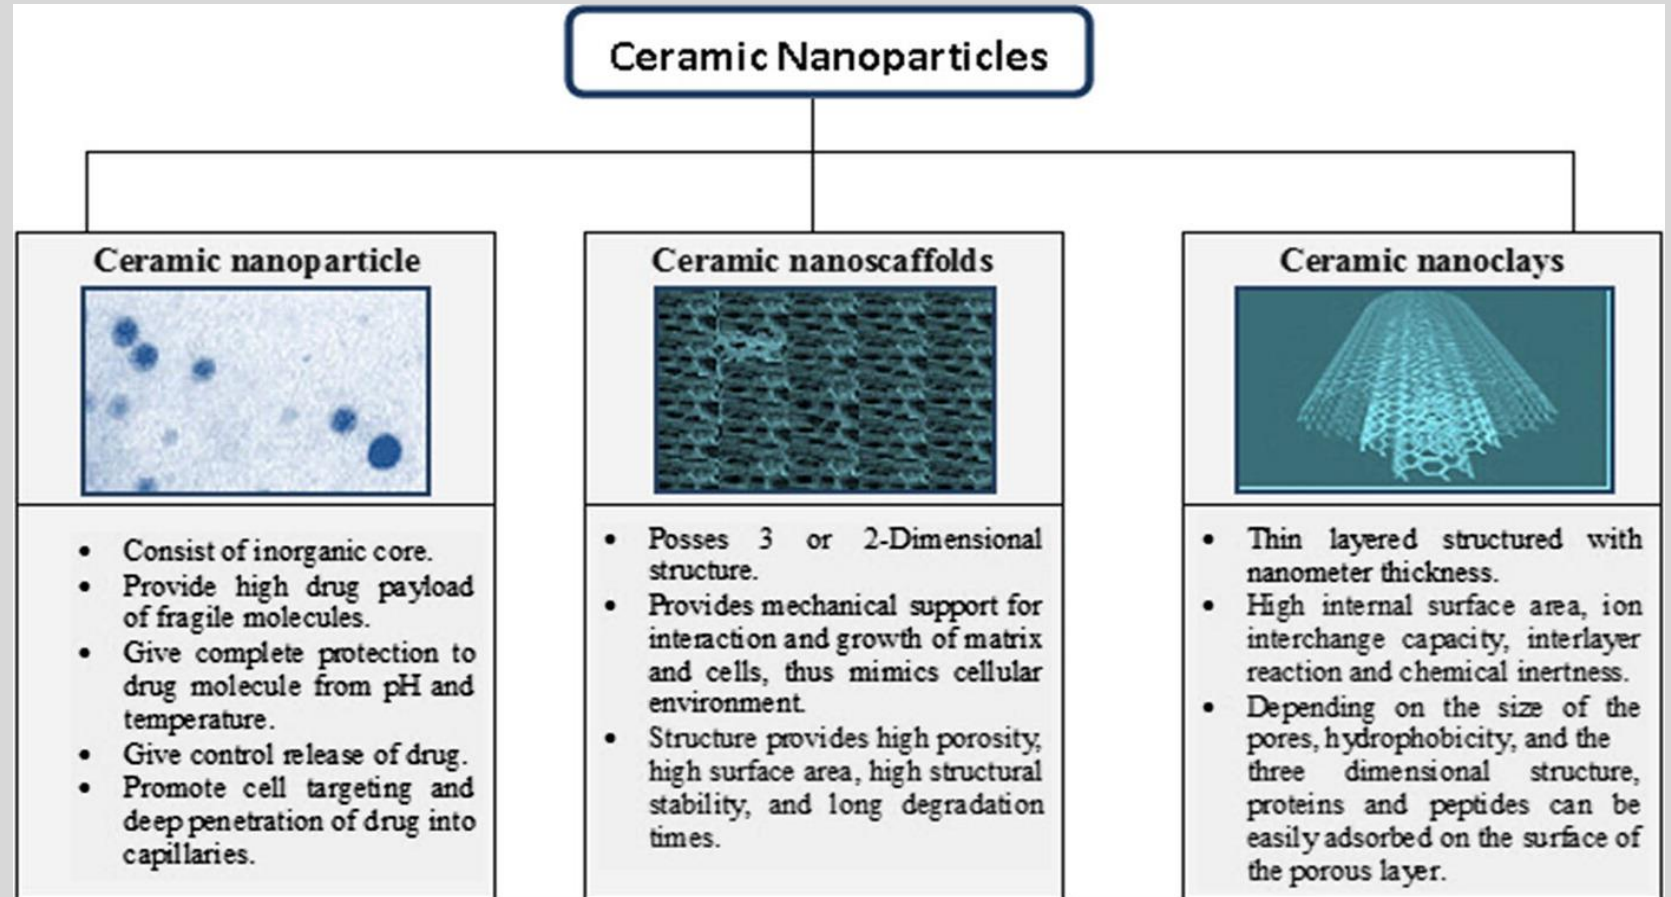 Ceramic Nanoparticles
Ceramic nanoparticle
• Consist of inorganic core.
• Provide high drug payload
of fragile molecules.
• Give complete protection to
drug molecule from pH and
temperature.
• Give control release of drug.
• Promote cell targeting and
deep penetration of drug into
capillaries.
Ceramic nanoscaffolds
• Posses 3 or 2-Dimensional
structure.
• Provides mechanical support for
interaction and growth of matrix
and cells, thus mimics cellular
environment.
• Structure provides high porosity,
high surface area, high structural
stability, and long degradation
times.
Ceramic nanoclays
• Thin layered structured with
nanometer thickness.
• High internal surface area, ion
interchange capacity, interlayer
reaction and chemical inertness.
• Depending on the size of the
pores, hydrophobicity, and the
three dimensional structure,
proteins and peptides can be
easily adsorbed on the surface of
the porous layer.